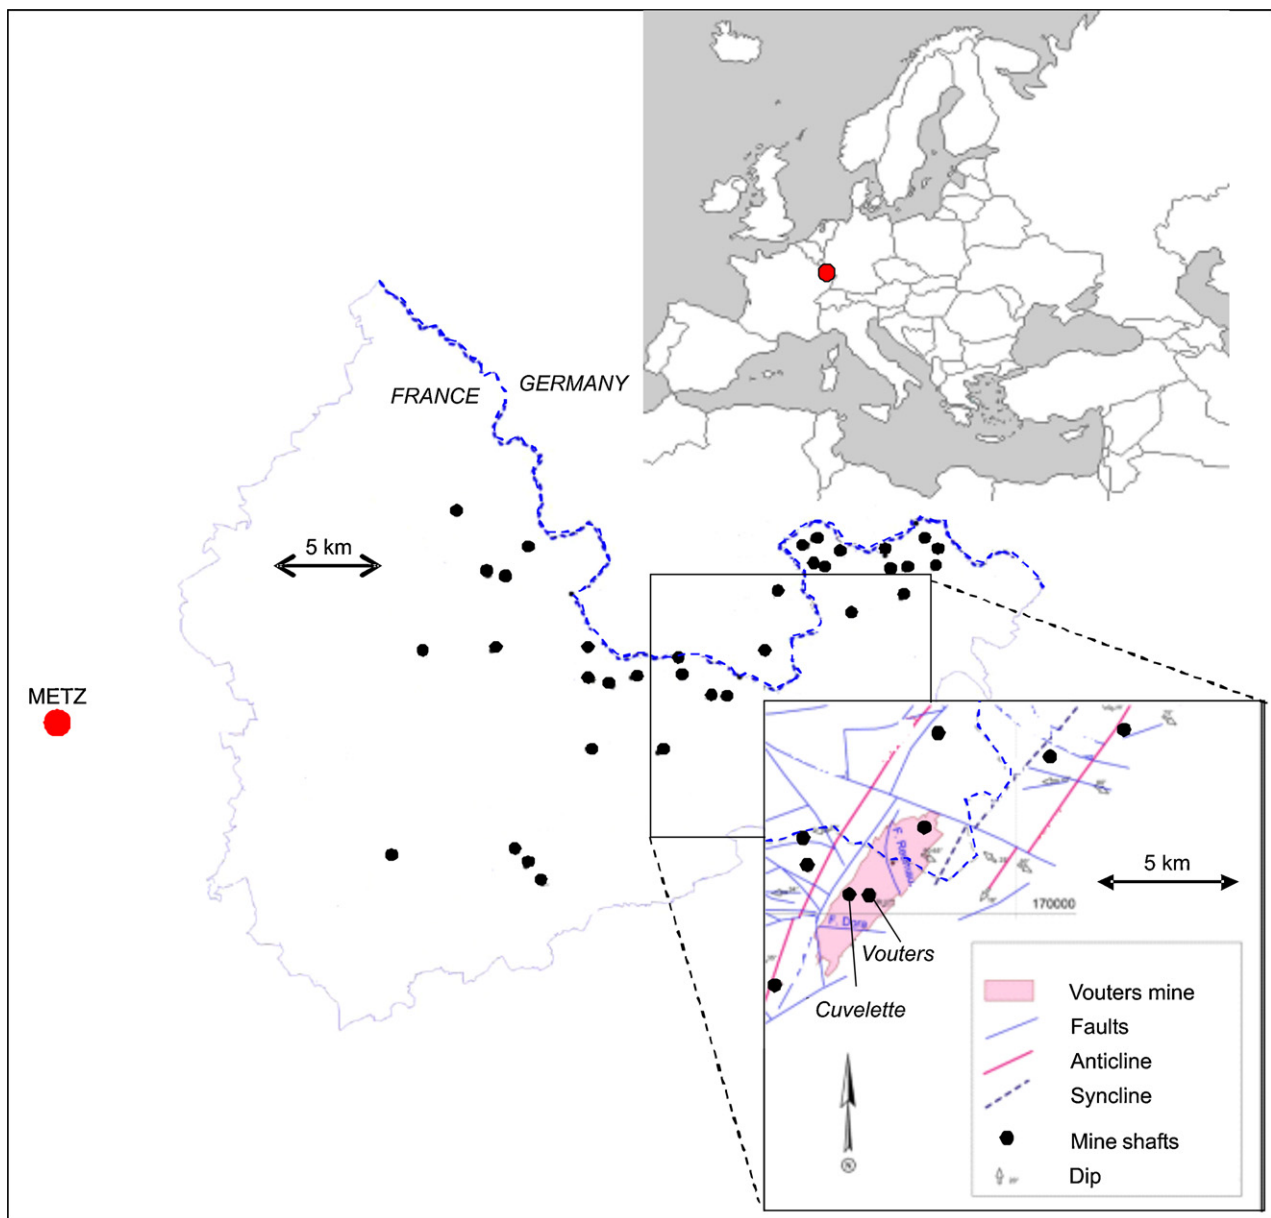 FRANCE
GERMANY
5 km
METZ
F. Dora
Vouters
Cuvelette
5 km
170000
Vouters mine
Faults
Anticline
Syncline
Mine shafts
Dip
N